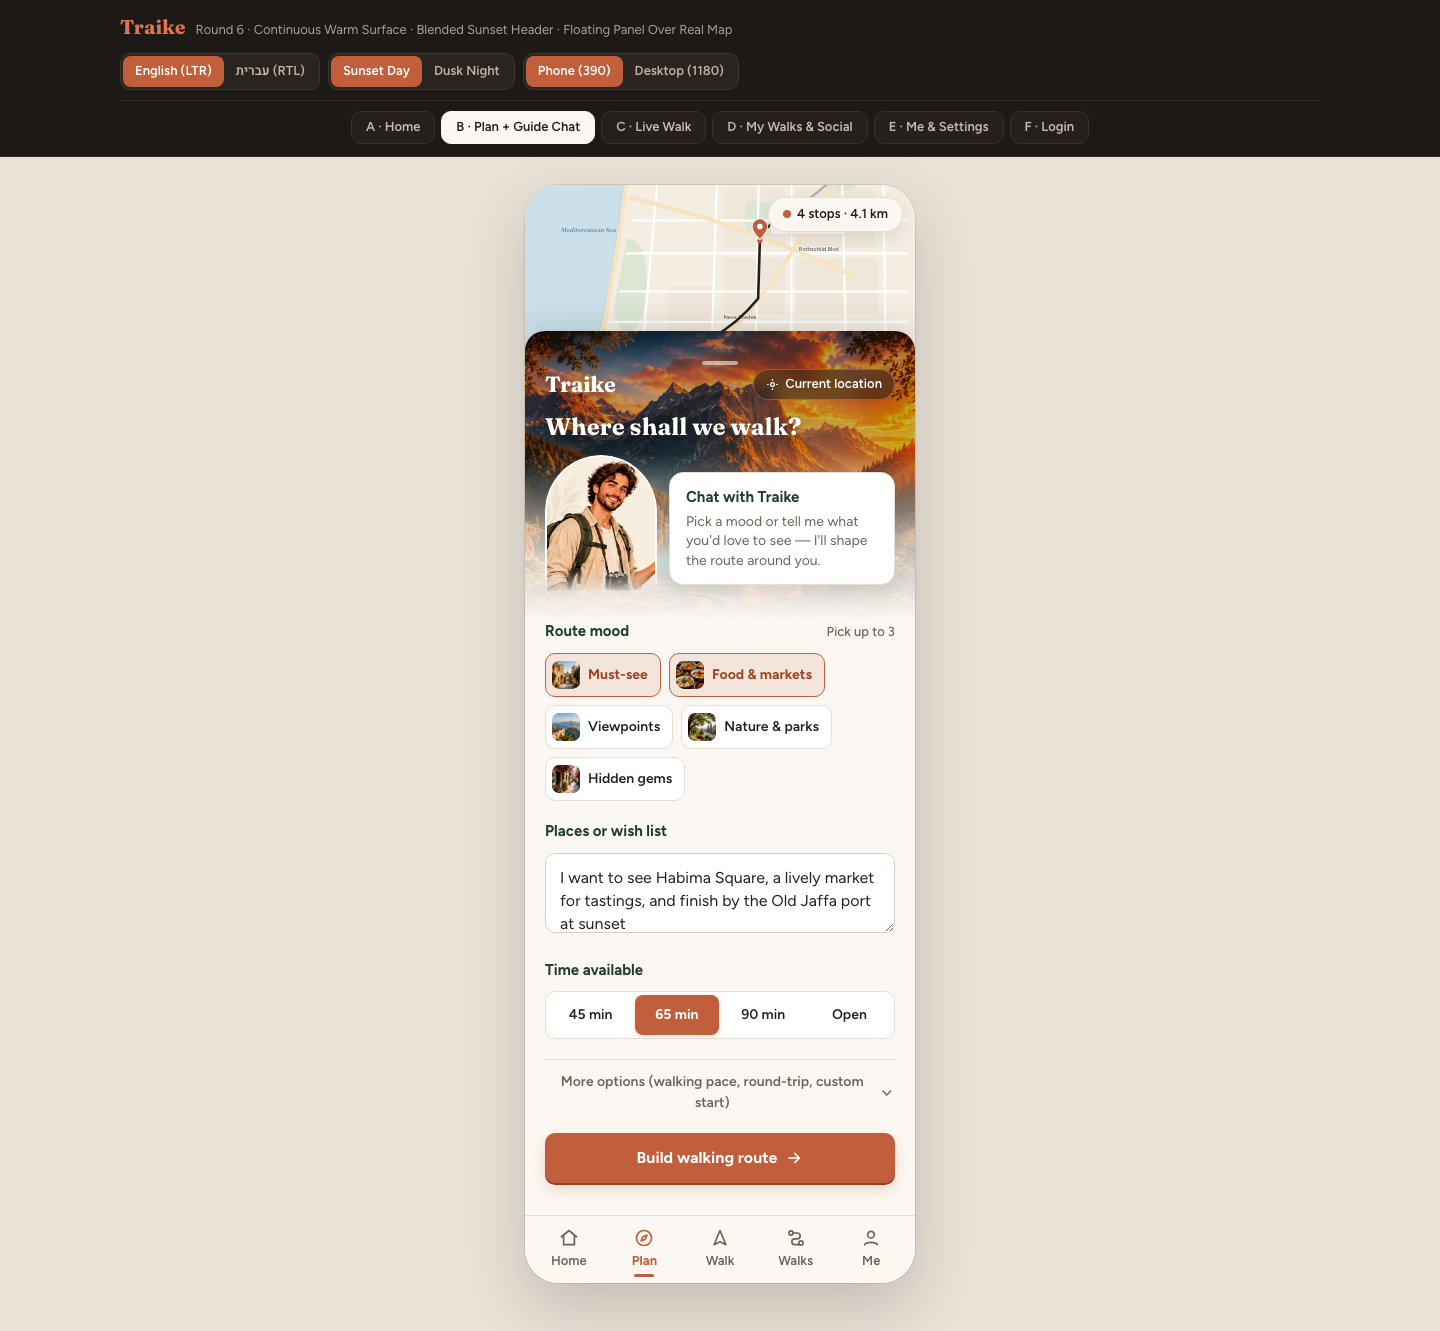 Traike Round 6 · Continuous Warm Surface · Blended Sunset Header · Floating Panel Over Real Map
English (LTR) עברית (RTL) Sunset Day Dusk Night Phone (390) Desktop (1180)
A · Home B · Plan + Guide Chat C · Live Walk D · My Walks & Social E · Me & Settings F · Login
4 stops · 4.1 km
Mediterranean Sea
Rothschild Blvd
Neve Tzedek
Traike
Current location
Where shall we walk?
Chat with Traike
Pick a mood or tell me what
you'd love to see — I'll shape
the route around you.
Route mood Pick up to 3
Must-see Food & markets
Viewpoints Nature & parks
Hidden gems
Places or wish list
I want to see Habima Square, a lively market
for tastings, and finish by the Old Jaffa port
at sunset
Time available
45 min 65 min 90 min Open
More options (walking pace, round-trip, custom
start)
Build walking route →
Home Plan Walk Walks Me